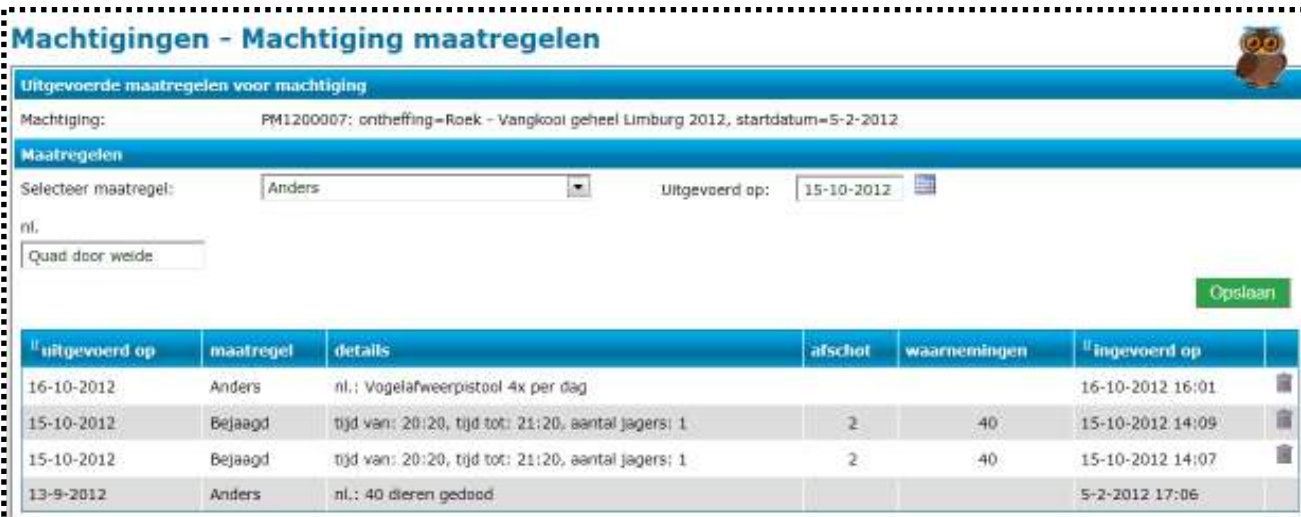 Machtigingen - Machtiging maatregelen
Uitgevoerde maatregelen voor machtiging
Machtiging: PM1200007: ontheffing=Roek - Vangkooi geheel Limburg 2012, startdatum=5-2-2012
Maatregelen
Selecteer maatregel: Anders Uitgevoerd op: 15-10-2012
nl.
Quad door weide
Opslaan
uitgevoerd op maatregel details afschot waarnemingen ingevoerd op
16-10-2012 Anders nl.: Vogelafweerpistool 4x per dag 16-10-2012 16:01
15-10-2012 Bejaagd tijd van: 20:20, tijd tot: 21:20, aantal jagers: 1 2 40 15-10-2012 14:09
15-10-2012 Bejaagd tijd van: 20:20, tijd tot: 21:20, aantal jagers: 1 2 40 15-10-2012 14:07
13-9-2012 Anders nl.: 40 dieren gedood 5-2-2012 17:06